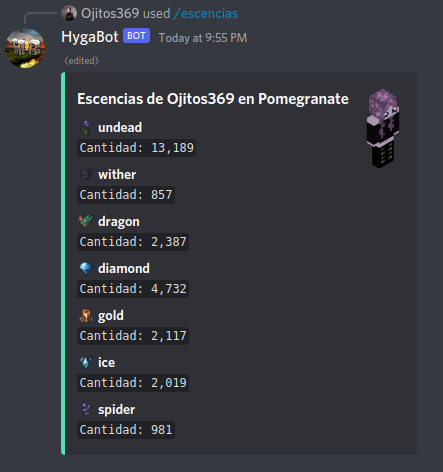 Ojitos369 used /escencias
HygaBot BOT Today at 9:55 PM
(edited)
Escencias de Ojitos369 en Pomegranate
undead
Cantidad: 13,189
wither
Cantidad: 857
dragon
Cantidad: 2,387
diamond
Cantidad: 4,732
gold
Cantidad: 2,117
ice
Cantidad: 2,019
spider
Cantidad: 981